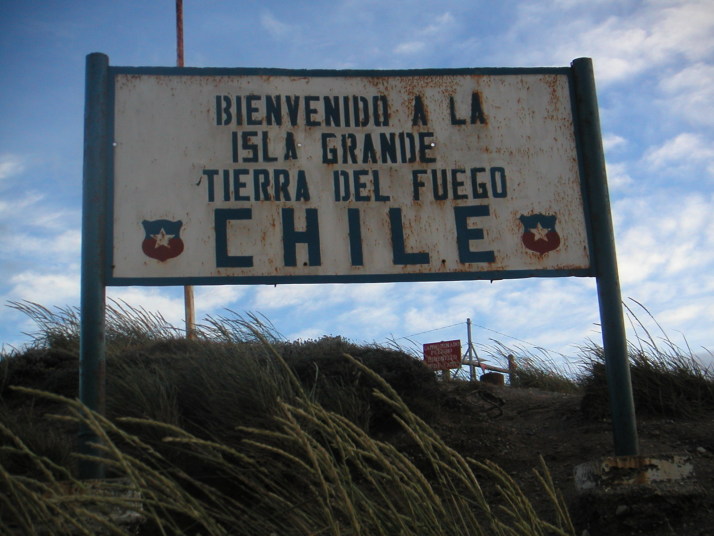 BIENVENIDO A LA
ISLA GRANDE
TIERRA DEL FUEGO
CHILE